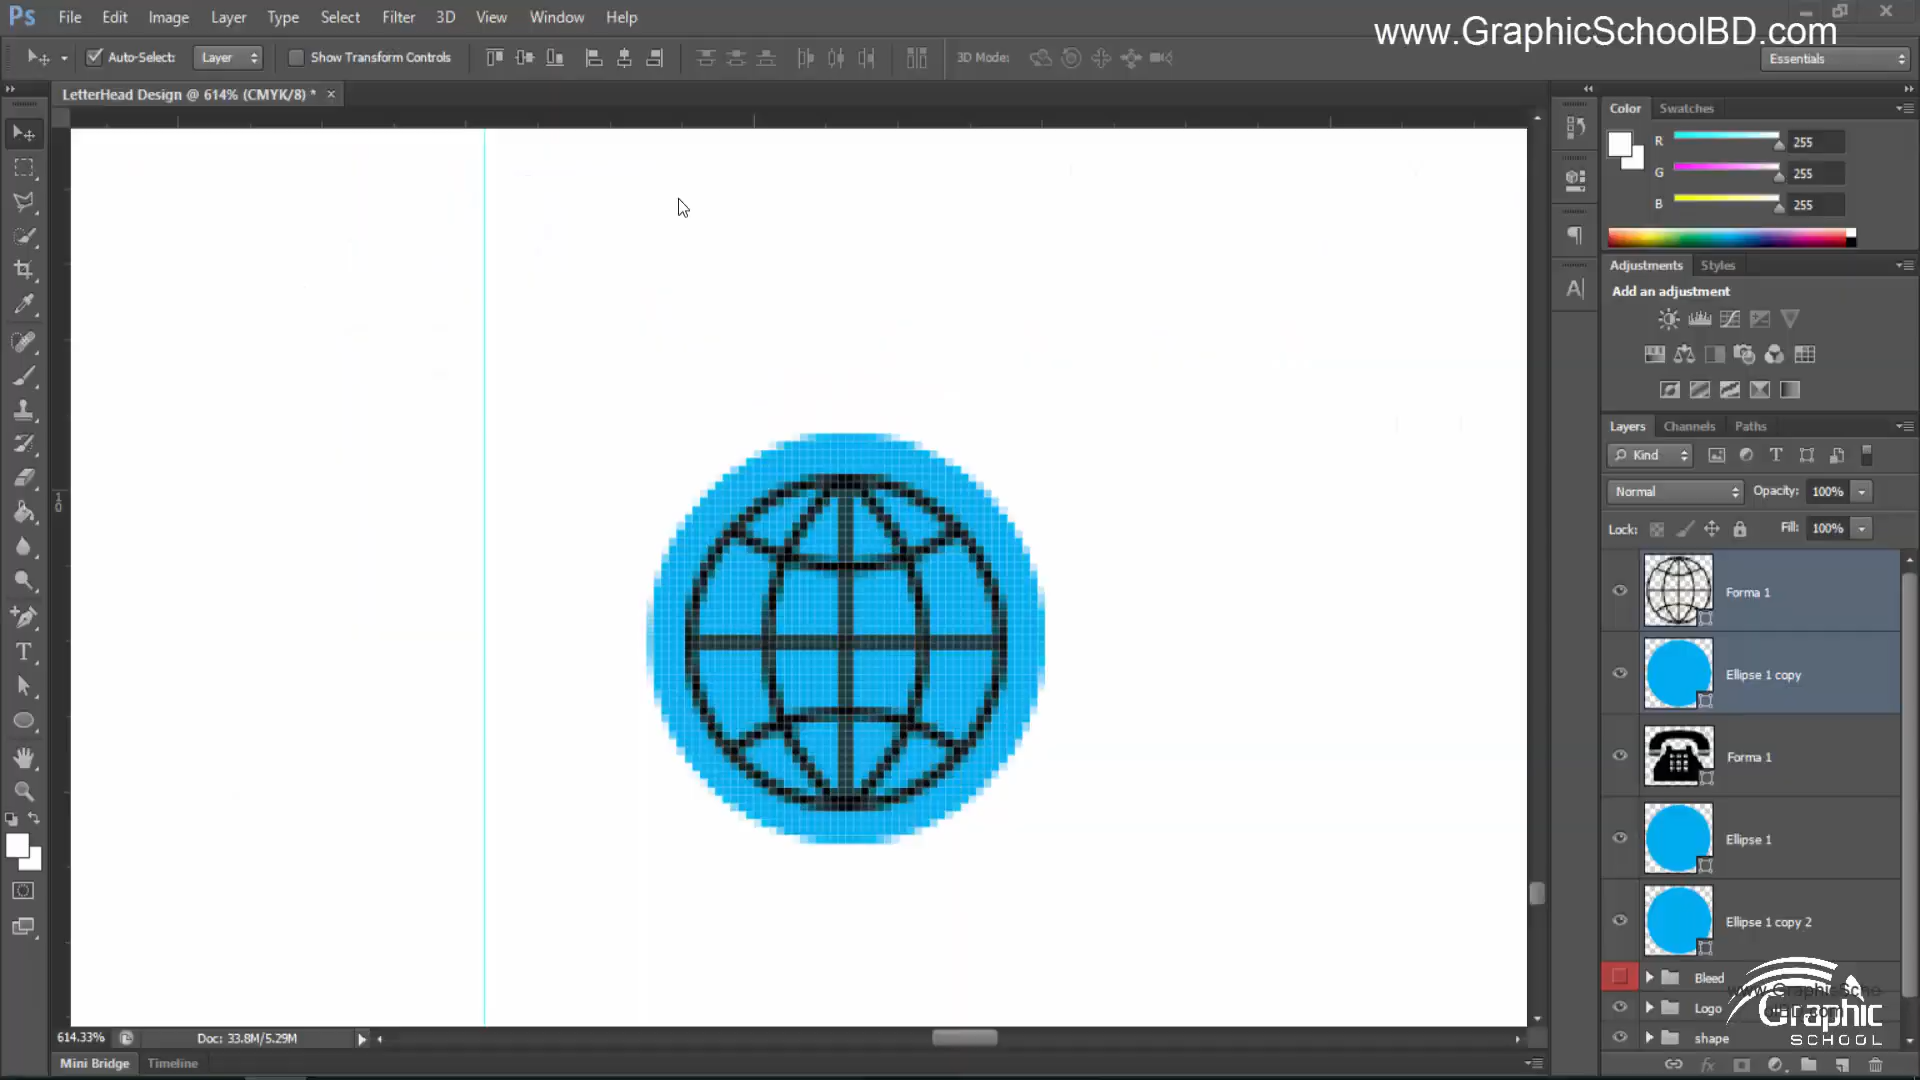 Ps File Edit Image Layer Type Select Filter 3D View Window Help
www.GraphicSchoolBD.com
Auto-Select: Layer Show Transform Controls 3D Mode: Essentials
LetterHead Design @ 614% (CMYK/8) * ×
Color Swatches
R 255
G 255
B 255
Adjustments Styles
Add an adjustment
Layers Channels Paths
Kind
Normal Opacity: 100%
Lock: Fill: 100%
Forma 1
Ellipse 1 copy
Forma 1
Ellipse 1
Ellipse 1 copy 2
Bleed
Logo
shape
1
0
T
A
Graphic
SCHOOL
614.33% Doc: 33.8M/5.29M
Mini Bridge Timeline
fx